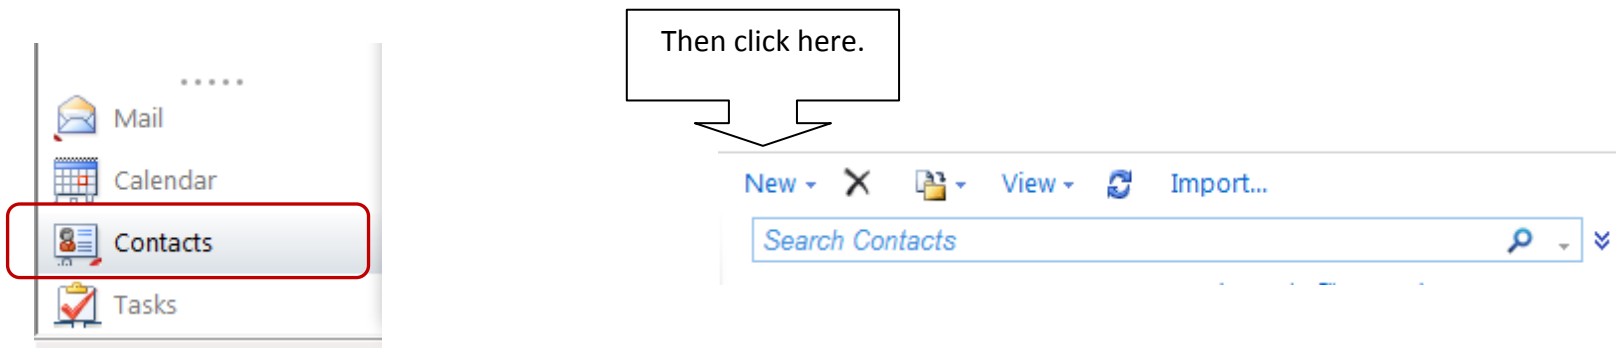 Mail
Calendar
Contacts
Tasks
Then click here.
New View Import...
Search Contacts